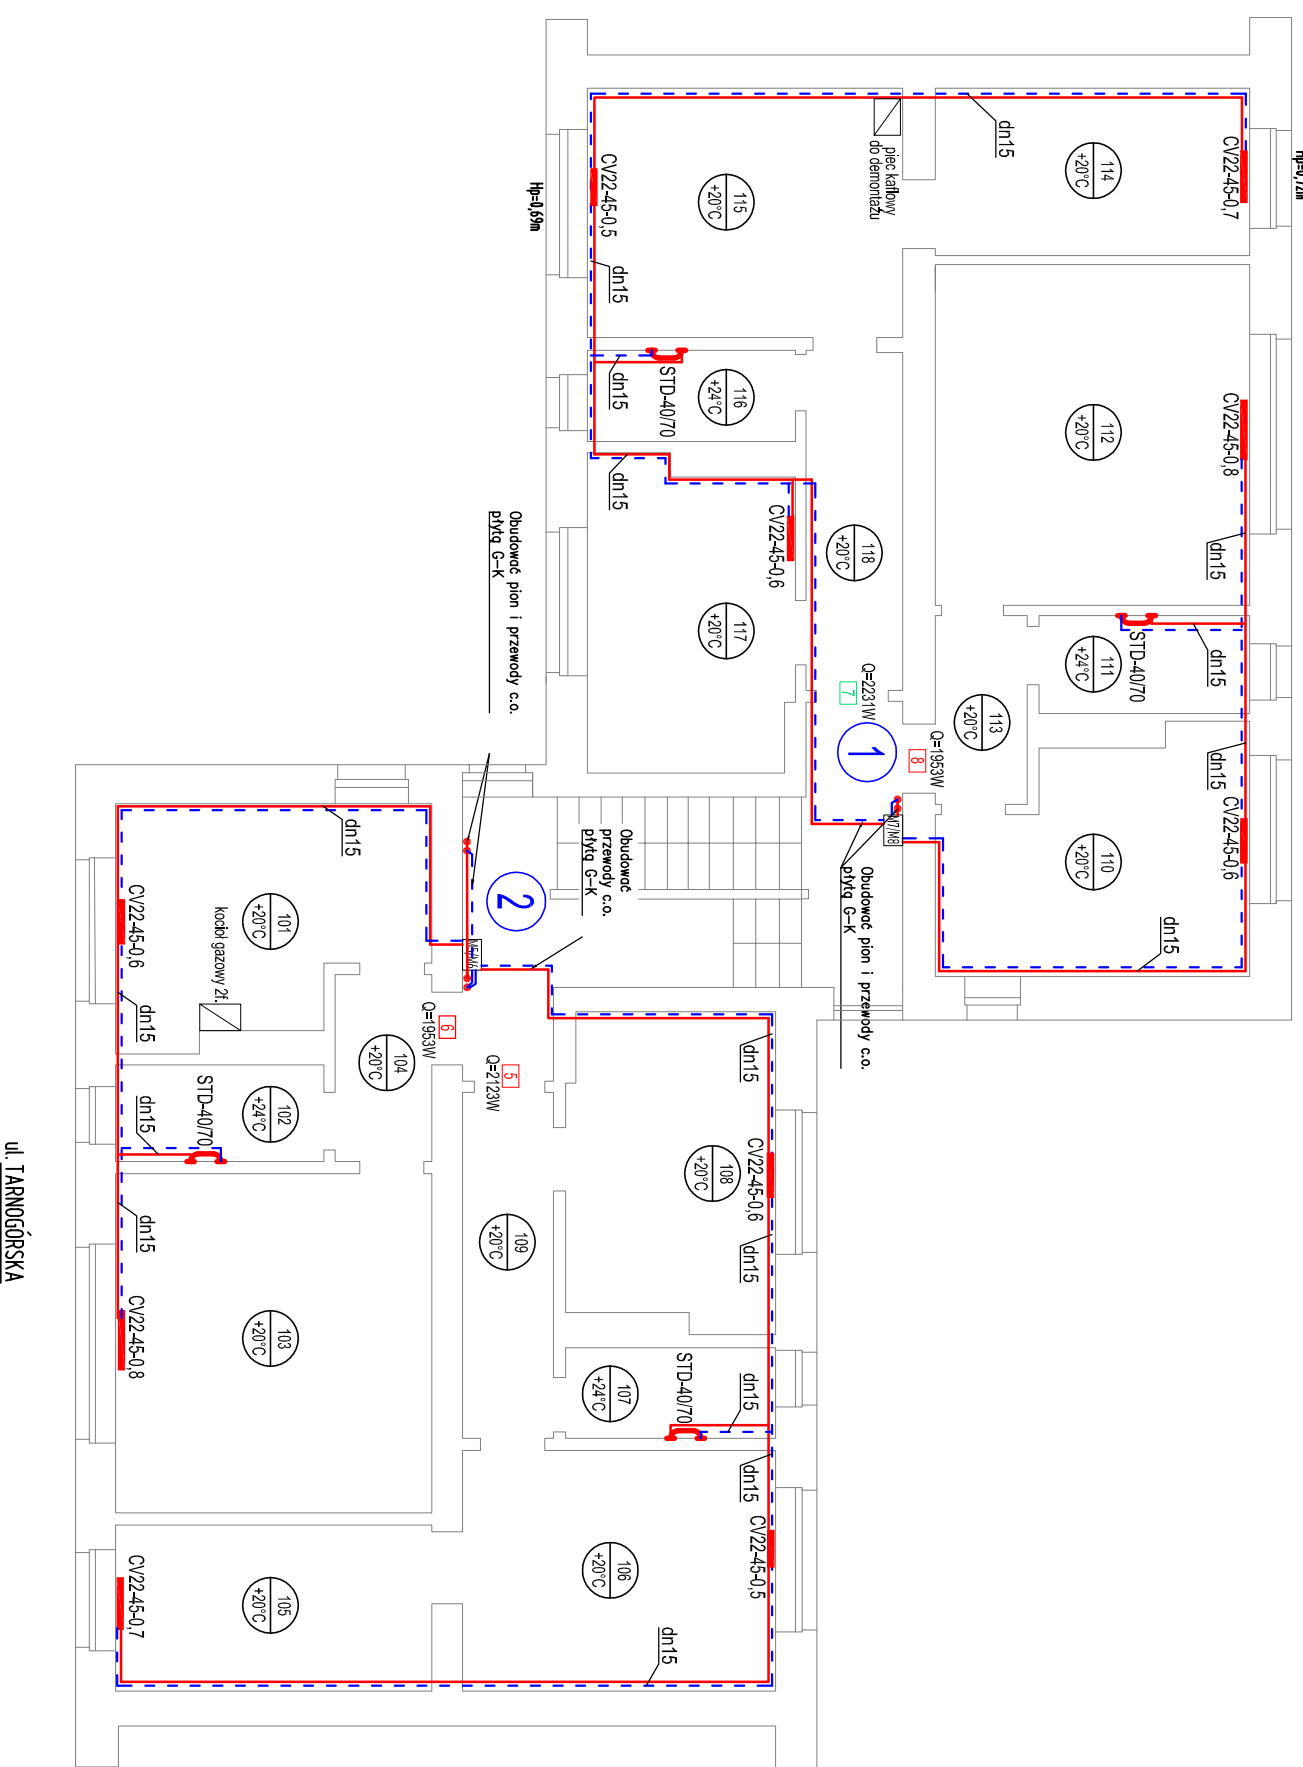 Hp=0,72m
dn15
114
+20°C
CV22-45-0,7
piec kaflowy
do demontażu
115
+20°C
CV22-45-0,5
Hp=0,69m
dn15
112
+20°C
CV22-45-0,8
dn15
STD-40/70
116
+24°C
dn15
dn15
CV22-45-0,6
118
+20°C
117
+20°C
Obudować pion i przewody c.o.
płytą G-K
STD-40/70
111
+24°C
dn15
113
+20°C
Q=2231W
7
1
Q=1953W
8
dn15
CV22-45-0,6
110
+20°C
M7/M8
Obudować pion i przewody c.o.
płytą G-K
dn15
Obudować
przewody c.o.
płytą G-K
2
M5/M6
dn15
101
+20°C
CV22-45-0,6
kocioł gazowy 2f.
dn15
6
Q=1953W
104
+20°C
5
Q=2123W
dn15
STD-40/70
102
+24°C
dn15
108
+20°C
CV22-45-0,6
dn15
109
+20°C
dn15
103
+20°C
CV22-45-0,8
STD-40/70
107
+24°C
dn15
dn15
CV22-45-0,5
106
+20°C
105
+20°C
CV22-45-0,7
dn15
ul. TARNOGÓRSKA